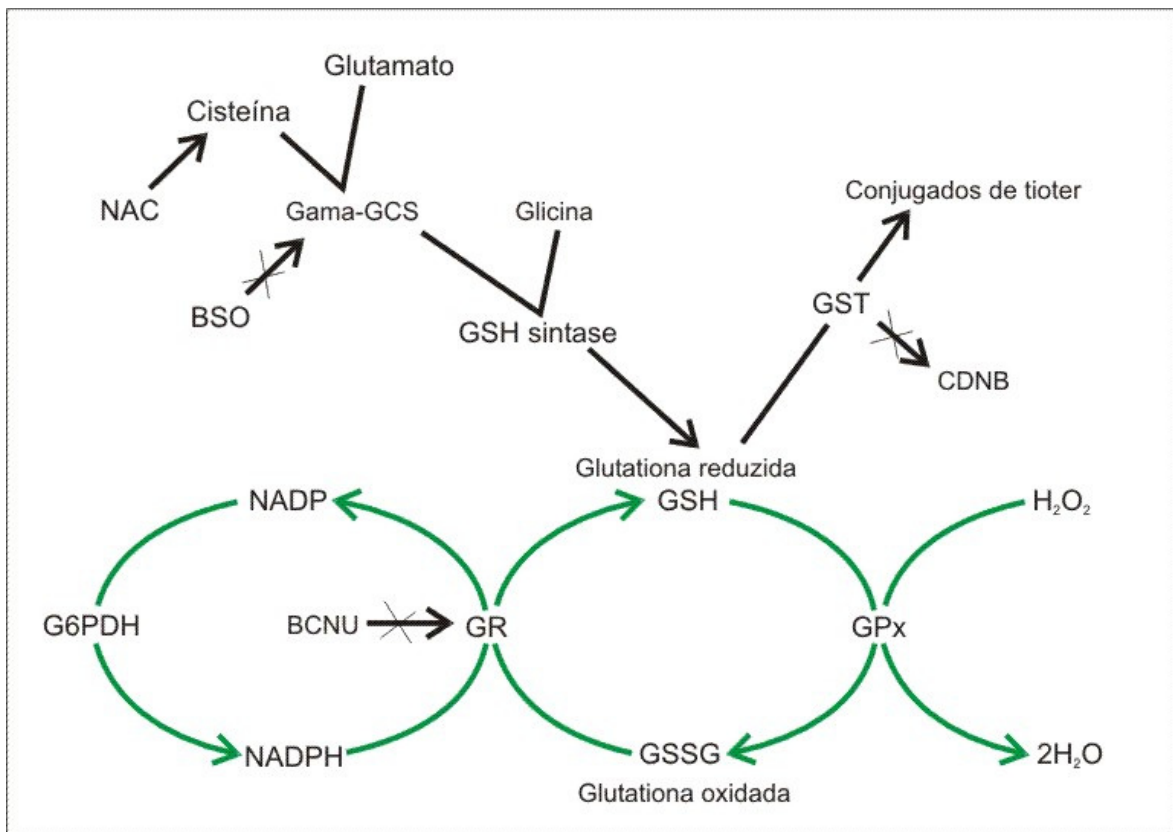 Glutamato
Cisteína
NAC
Gama-GCS
Glicina
Conjugados de tioter
BSO
GSH sintase
GST
CDNB
Glutationa reduzida
NADP
GSH
H₂O₂
G6PDH
BCNU
GR
GPx
NADPH
GSSG
2H₂O
Glutationa oxidada